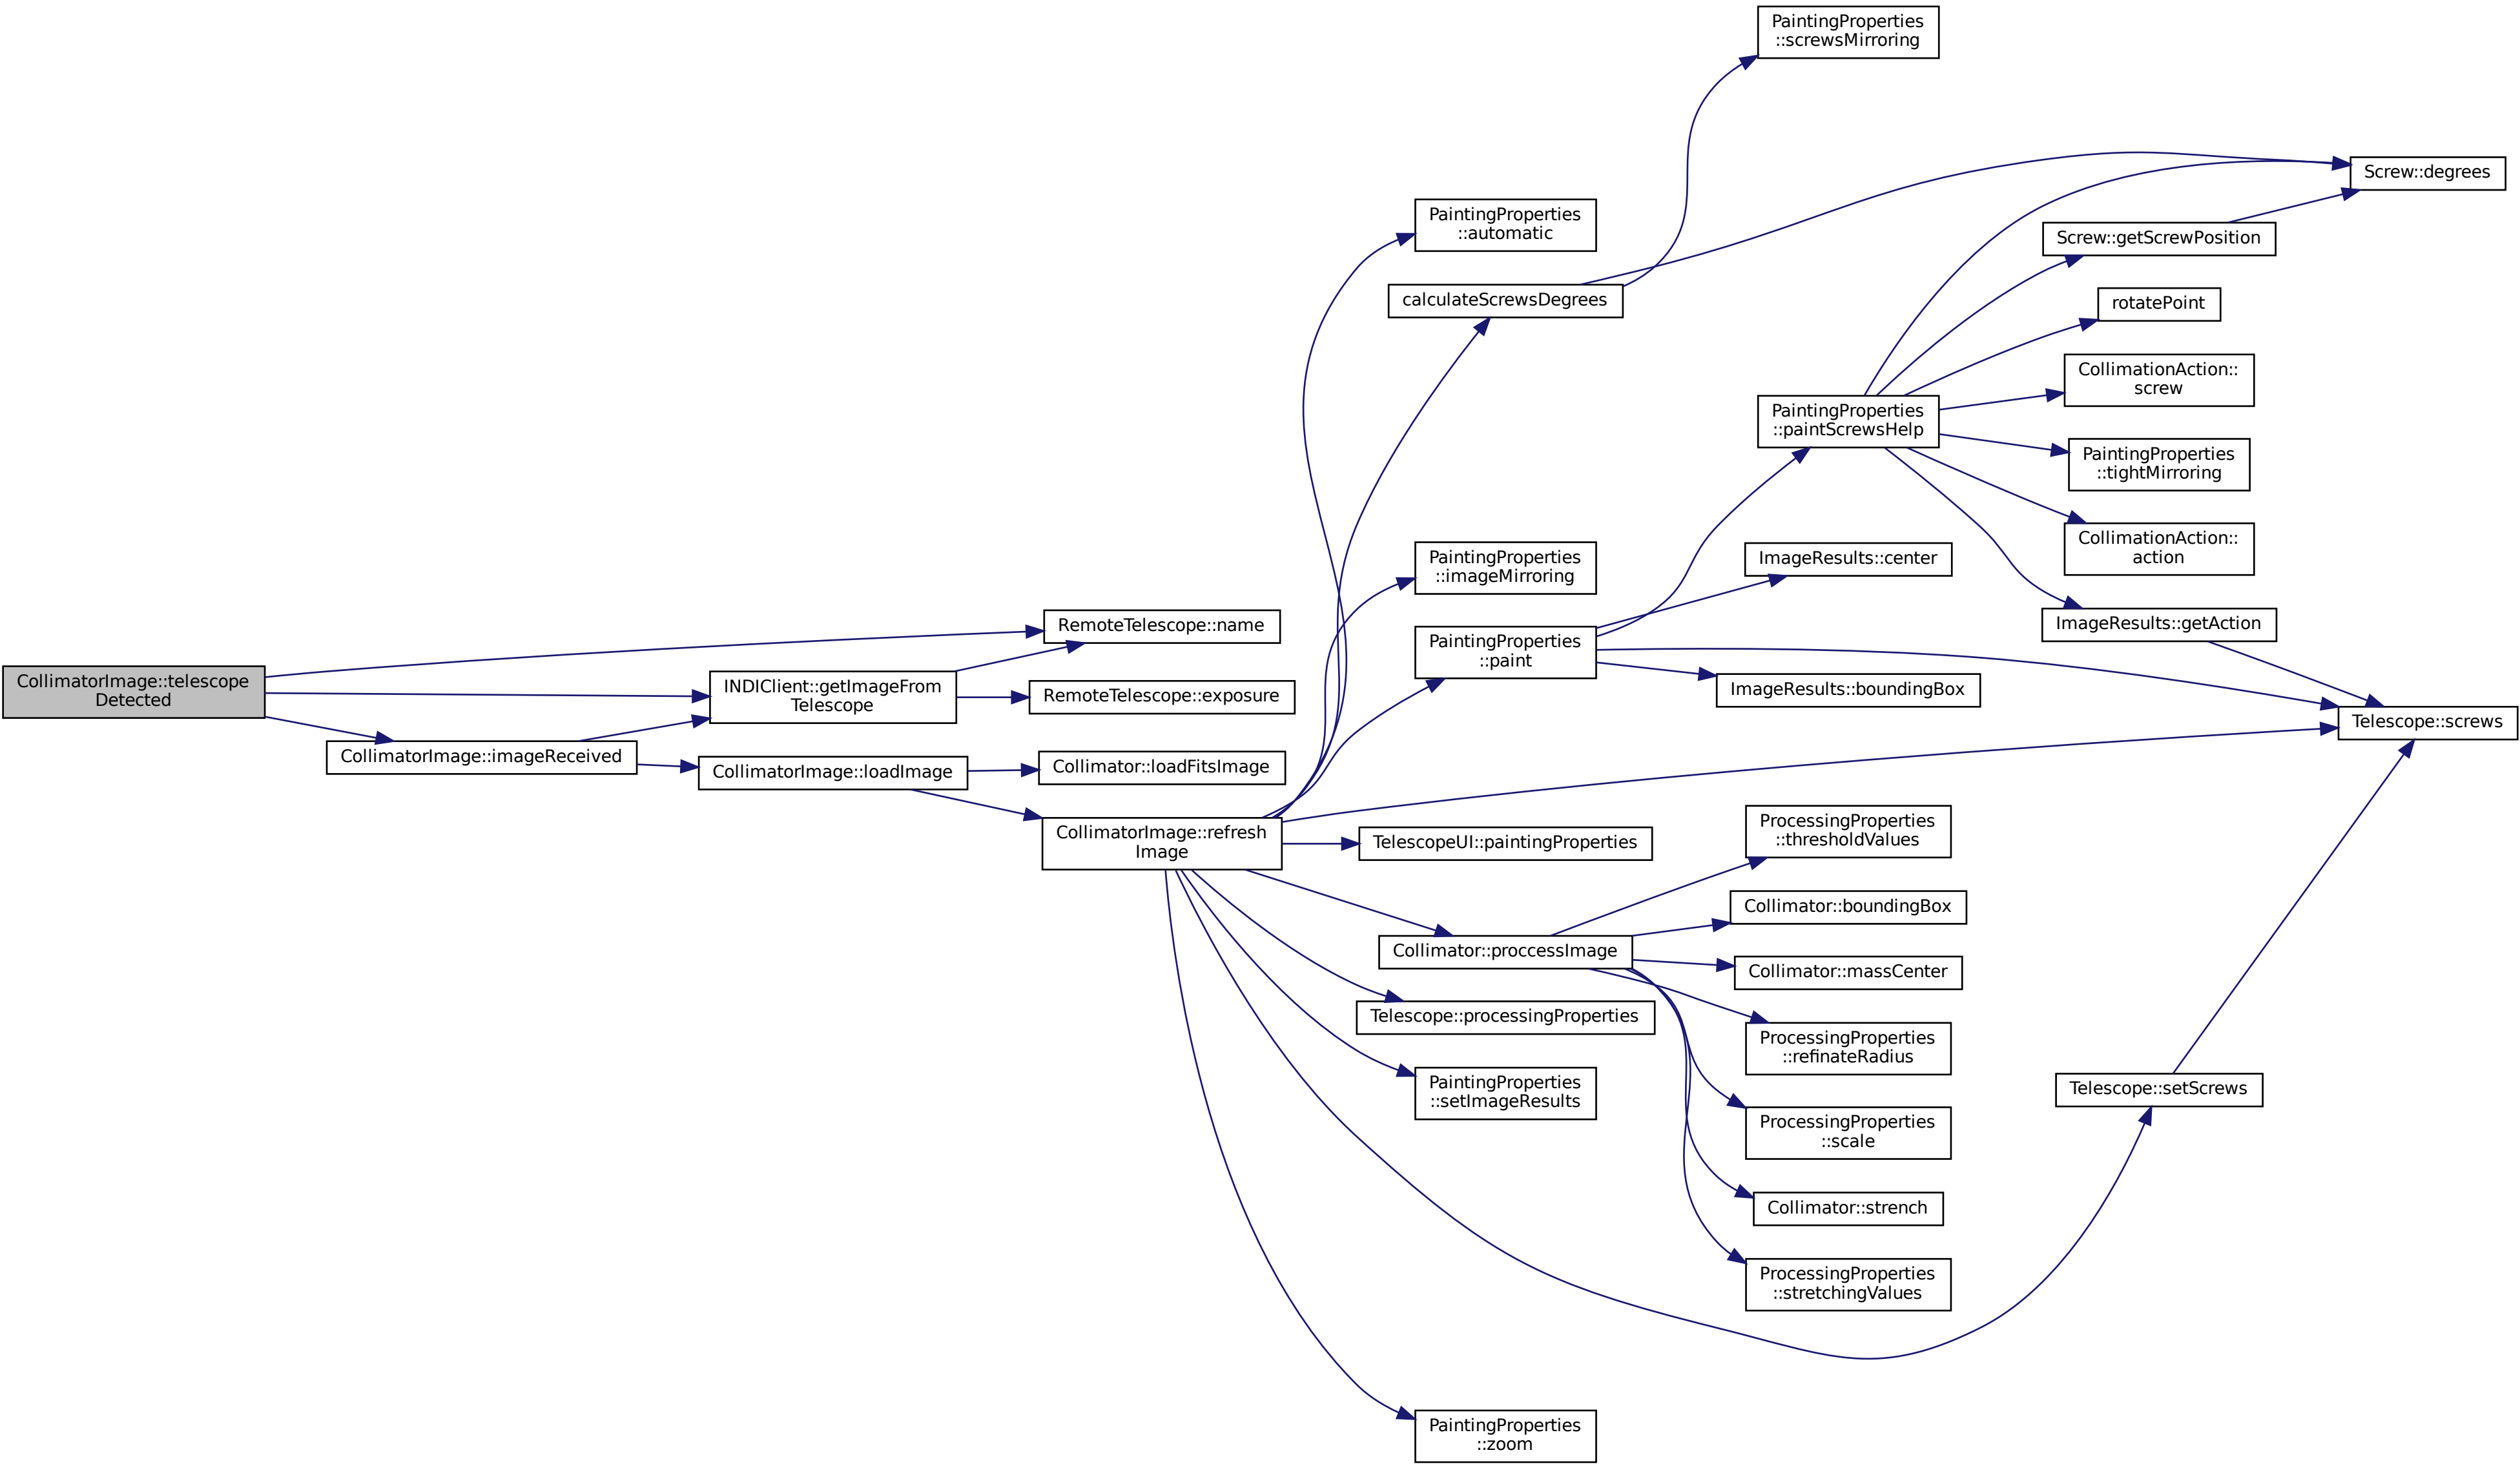 CollimatorImage::telescope
Detected
RemoteTelescope::name
INDIClient::getImageFrom
Telescope
RemoteTelescope::exposure
CollimatorImage::imageReceived
CollimatorImage::loadImage
Collimator::loadFitsImage
CollimatorImage::refresh
Image
PaintingProperties
::automatic
calculateScrewsDegrees
PaintingProperties
::imageMirroring
PaintingProperties
::paint
TelescopeUI::paintingProperties
Collimator::proccessImage
Telescope::processingProperties
PaintingProperties
::setImageResults
PaintingProperties
::zoom
PaintingProperties
::screwsMirroring
PaintingProperties
::paintScrewsHelp
ImageResults::center
ImageResults::boundingBox
ProcessingProperties
::thresholdValues
Collimator::boundingBox
Collimator::massCenter
ProcessingProperties
::refinateRadius
ProcessingProperties
::scale
Collimator::strench
ProcessingProperties
::stretchingValues
Screw::getScrewPosition
rotatePoint
CollimationAction::
screw
PaintingProperties
::tightMirroring
CollimationAction::
action
ImageResults::getAction
Telescope::setScrews
Screw::degrees
Telescope::screws